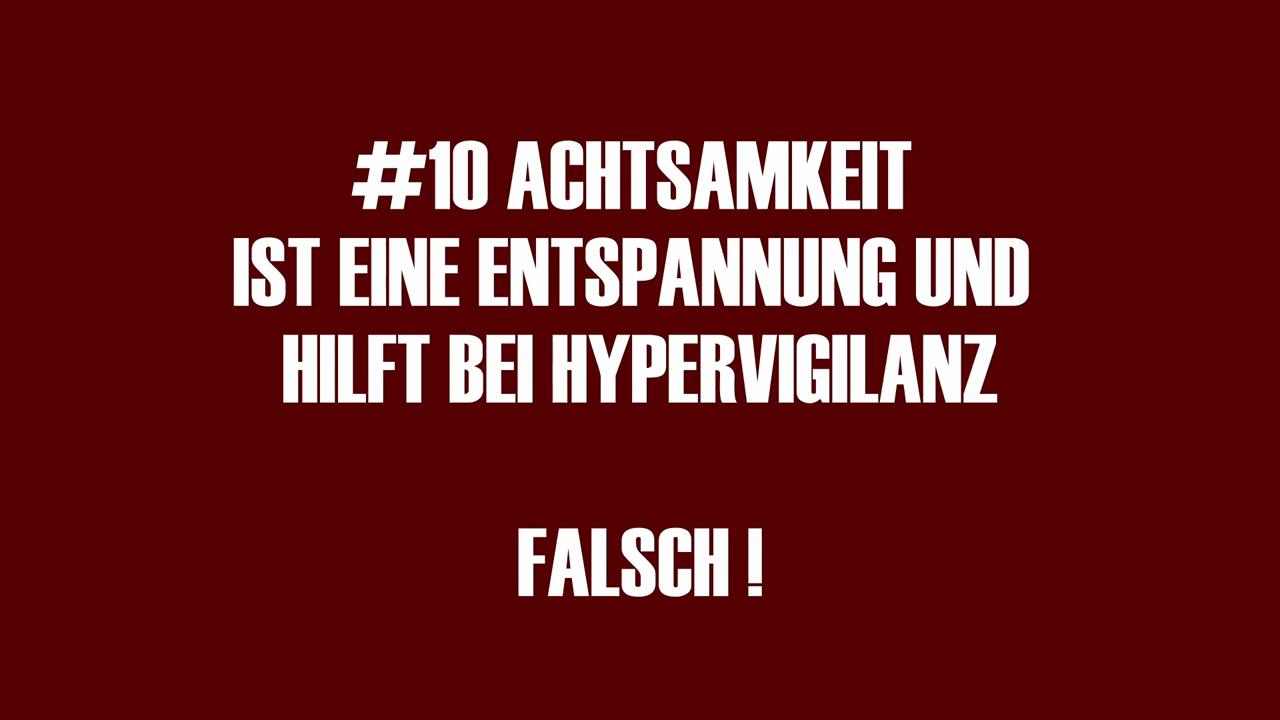 #10 ACHTSAMKEIT
IST EINE ENTSPANNUNG UND
HILFT BEI HYPERVIGILANZ
FALSCH !